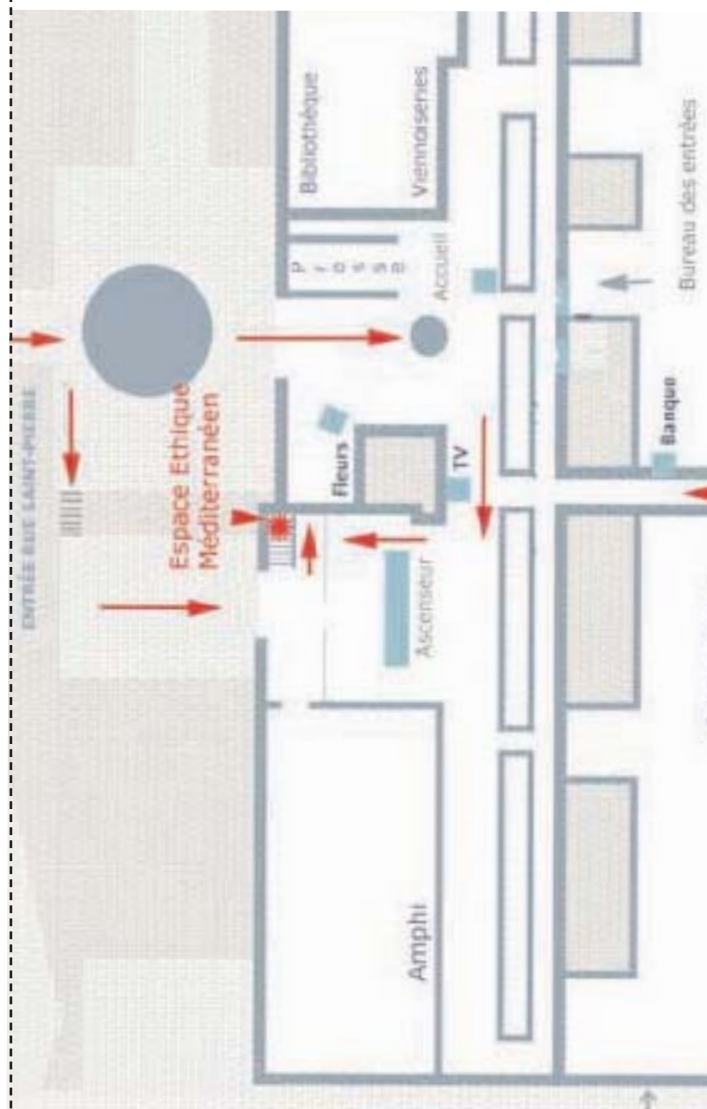 ENTRÉE RUE SAINT-PIERRE
Espace Ethique
Méditerranéen
Bibliothèque
Viennoiseries
Presse
Accueil
Fleurs
TV
Ascenseur
Amphi
Banque
Bureau des entrées